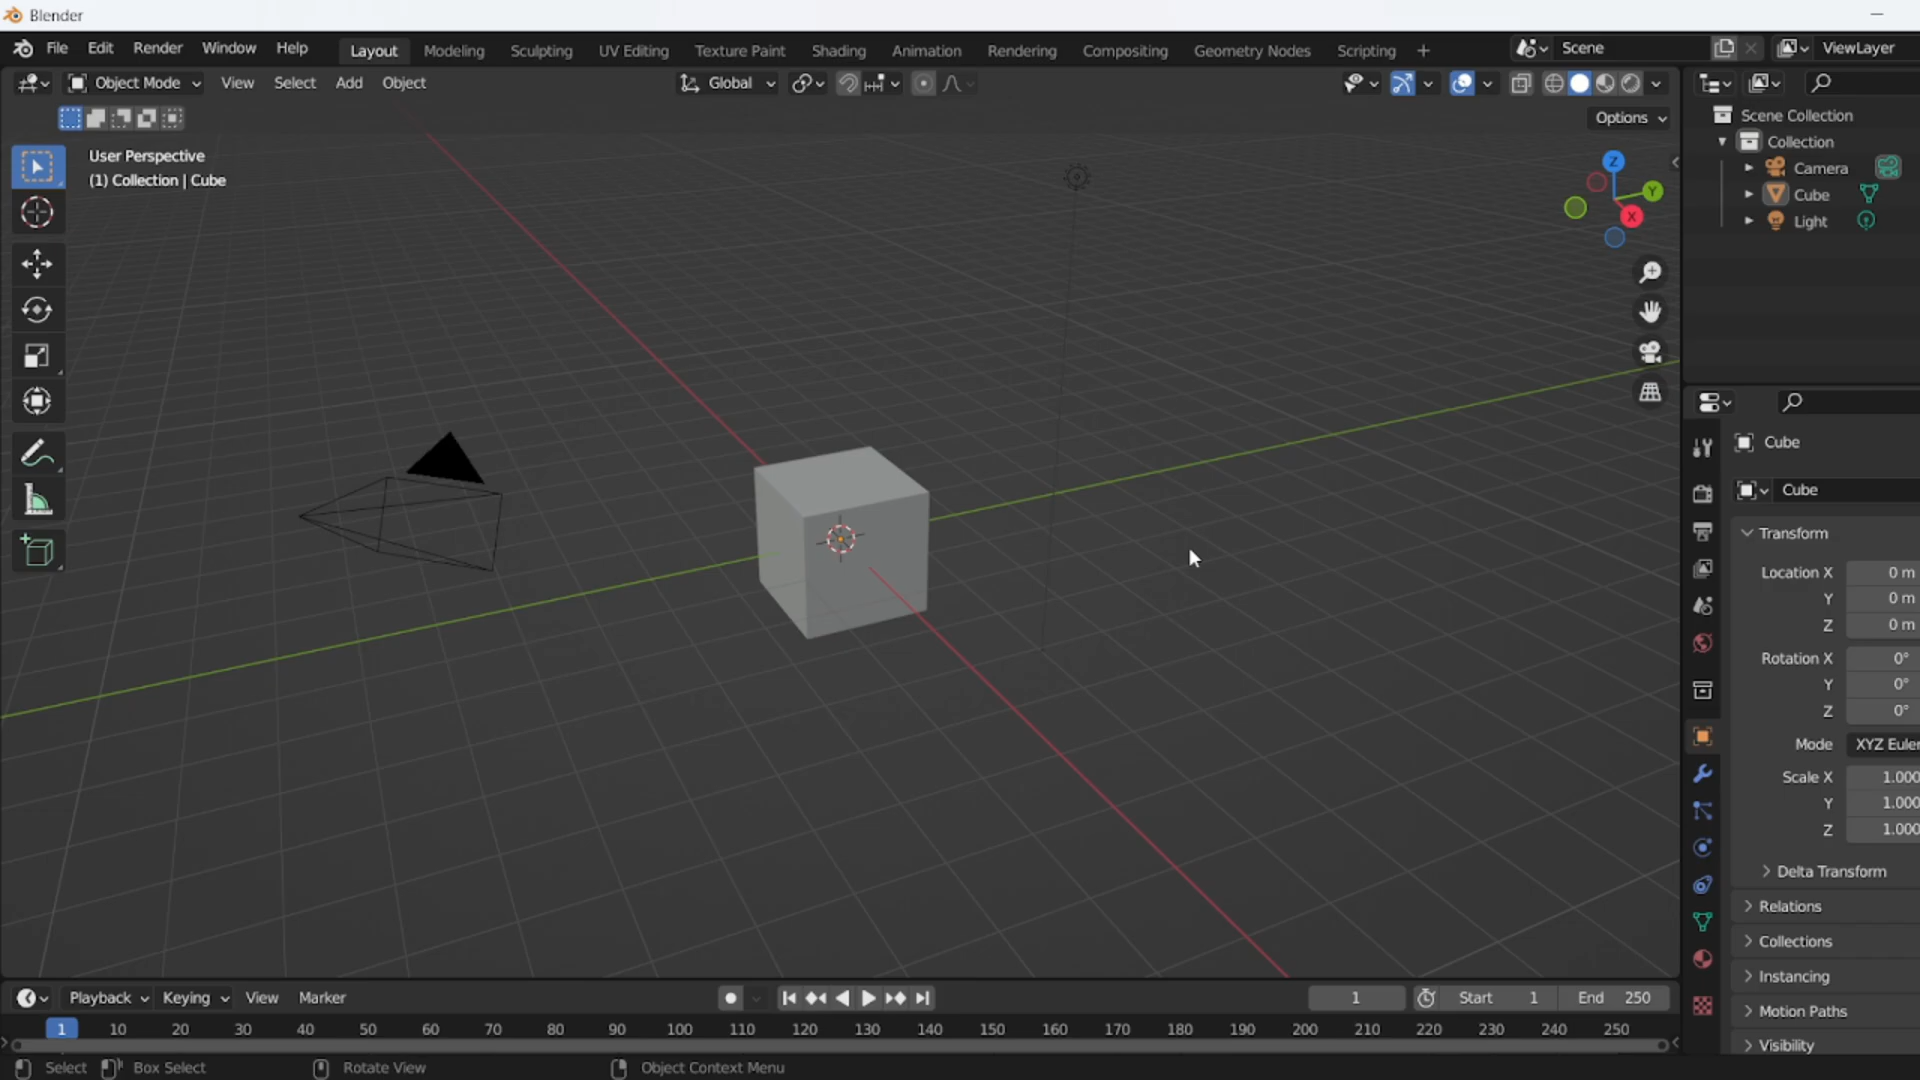 Blender
File Edit Render Window Help Layout Modeling Sculpting UV Editing Texture Paint Shading Animation Rendering Compositing Geometry Nodes Scripting + Scene ViewLayer
Object Mode View Select Add Object Global
Options
User Perspective
(1) Collection | Cube
Z
Y
X
Scene Collection
Collection
Camera
Cube
Light
Cube
Cube
Transform
Location X 0 m
Y 0 m
Z 0 m
Rotation X 0°
Y 0°
Z 0°
Mode XYZ Euler
Scale X 1.000
Y 1.000
Z 1.000
Delta Transform
Relations
Collections
Instancing
Motion Paths
Visibility
Playback Keying View Marker 1 Start 1 End 250
1 10 20 30 40 50 60 70 80 90 100 110 120 130 140 150 160 170 180 190 200 210 220 230 240 250
Select Box Select Rotate View Object Context Menu